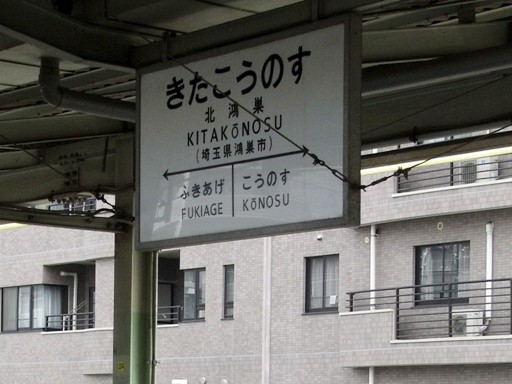 きたこうのす
北鴻巣
KITAKŌNOSU
(埼玉県鴻巣市)
ふきあげ こうのす
FUKIAGE KŌNOSU